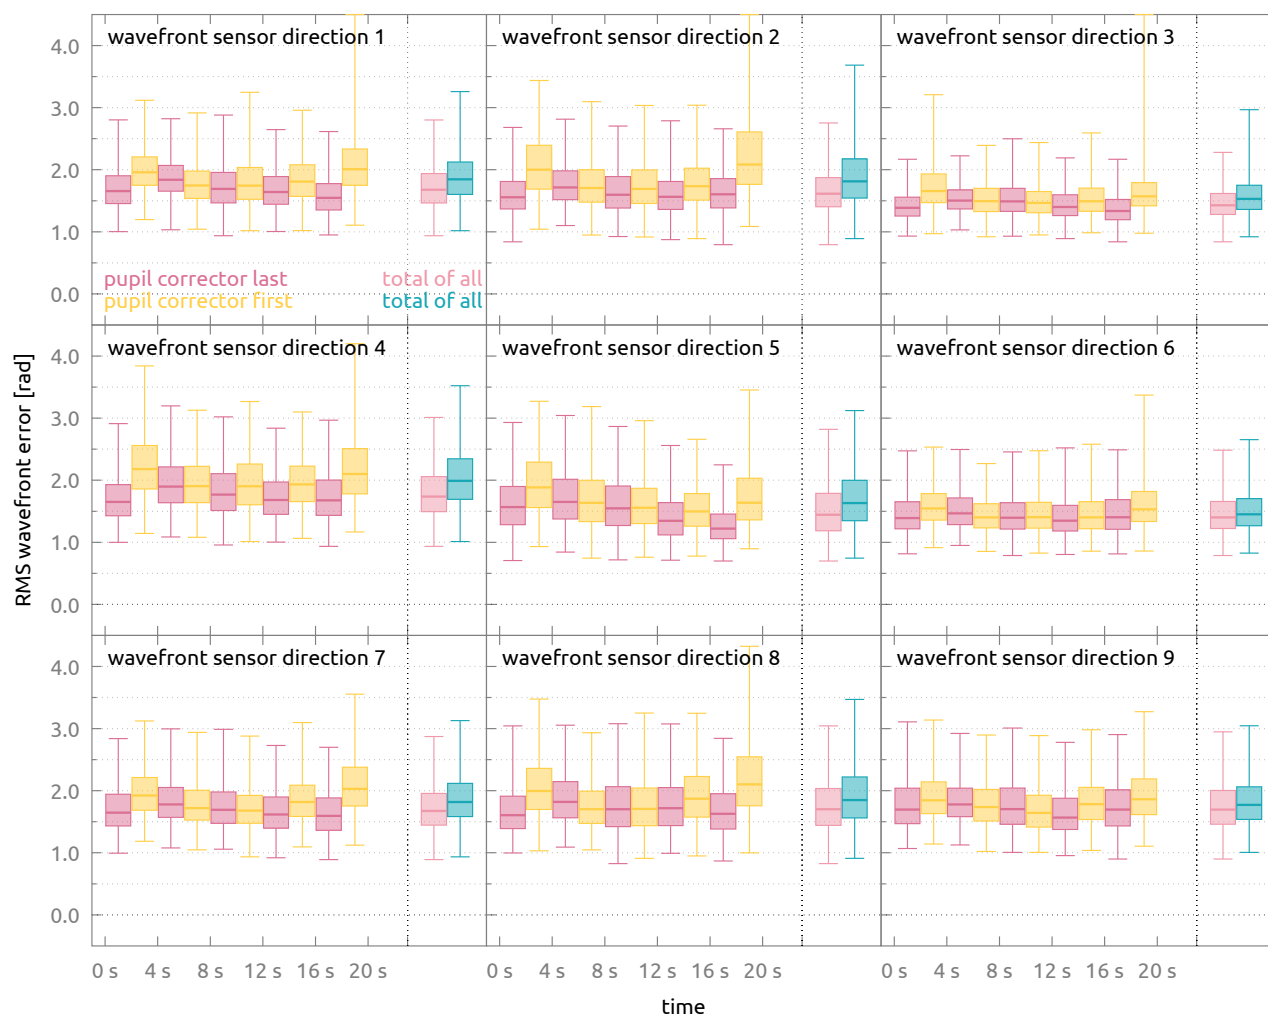 wavefront sensor direction 1
wavefront sensor direction 2
wavefront sensor direction 3
4.0
3.0
2.0
1.0
0.0
pupil corrector last
total of all
pupil corrector first
total of all
wavefront sensor direction 4
wavefront sensor direction 5
wavefront sensor direction 6
4.0
3.0
2.0
1.0
0.0
RMS wavefront error [rad]
wavefront sensor direction 7
wavefront sensor direction 8
wavefront sensor direction 9
4.0
3.0
2.0
1.0
0.0
0 s 4 s 8 s 12 s 16 s 20 s 0 s 4 s 8 s 12 s 16 s 20 s 0 s 4 s 8 s 12 s 16 s 20 s
time